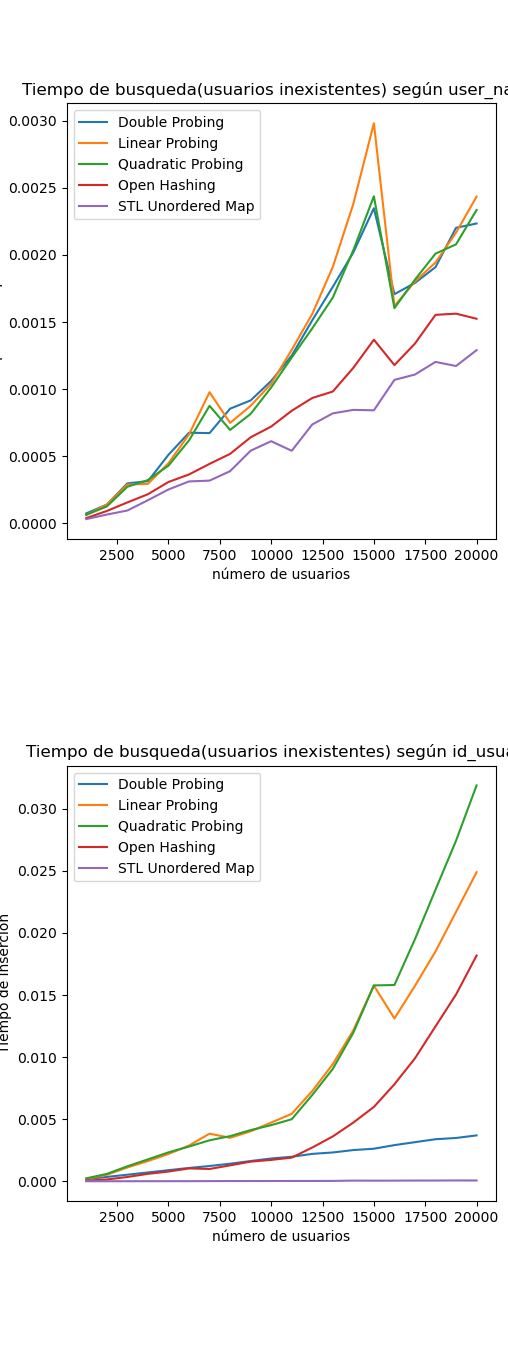 Tiempo de busqueda(usuarios inexistentes) según user_na
0.0030
0.0025
0.0020
0.0015
0.0010
0.0005
0.0000
Double Probing
Linear Probing
Quadratic Probing
Open Hashing
STL Unordered Map
2500 5000 7500 10000 12500 15000 17500 20000
número de usuarios
Tiempo de busqueda(usuarios inexistentes) según id_usua
Tiempo de inserción
0.030
0.025
0.020
0.015
0.010
0.005
0.000
Double Probing
Linear Probing
Quadratic Probing
Open Hashing
STL Unordered Map
2500 5000 7500 10000 12500 15000 17500 20000
número de usuarios